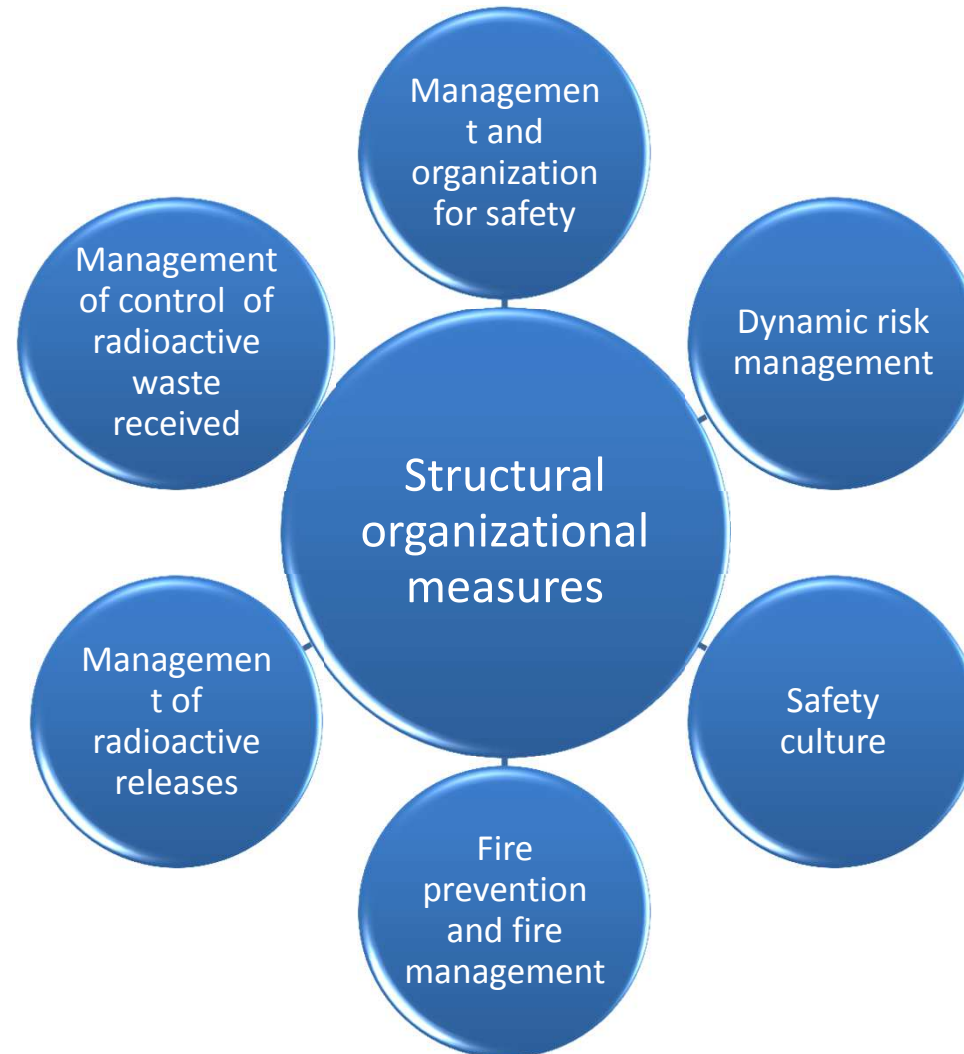 Managemen
t and
organization
for safety
Dynamic risk
management
Safety
culture
Fire
prevention
and fire
management
Managemen
t of
radioactive
releases
Management
of control  of
radioactive
waste
received
Structural
organizational
measures